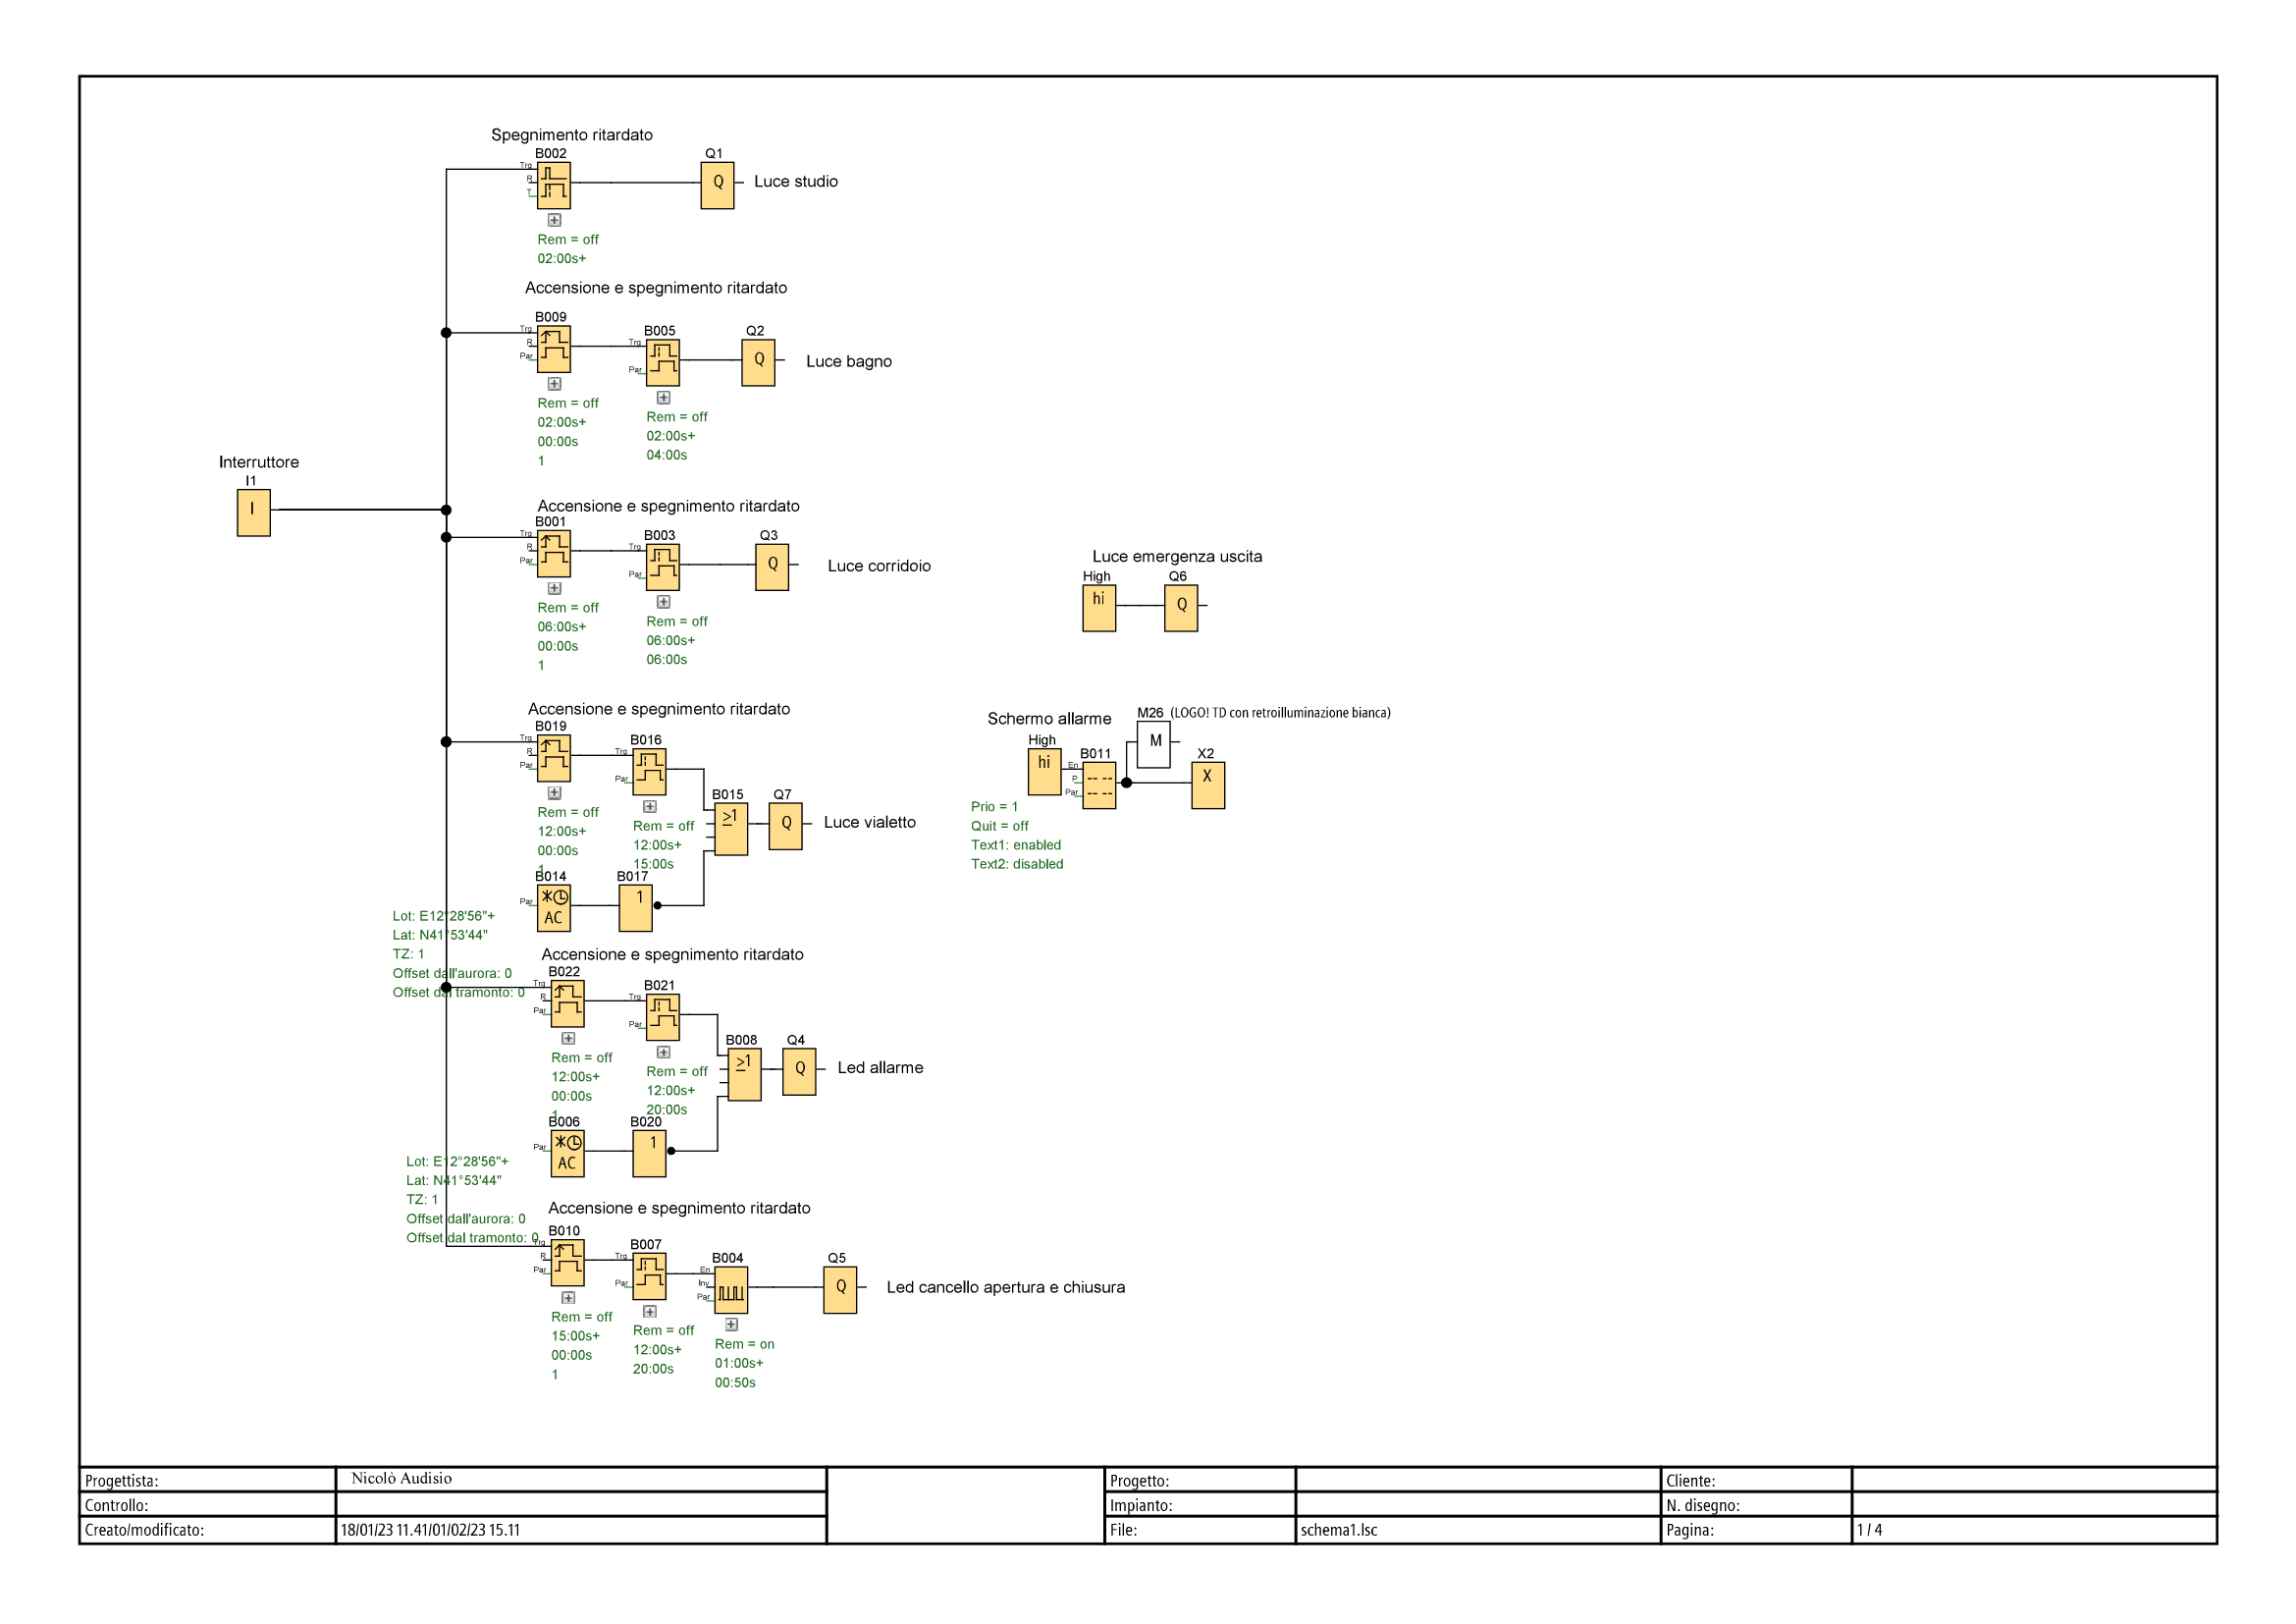 Spegnimento ritardato
B002
Q1
Trg
R
T
Q
Luce studio
Rem = off
02:00s+
Accensione e spegnimento ritardato
B009
B005
Q2
Trg
R
Par
Trg
Par
Q
Luce bagno
Rem = off
02:00s+
00:00s
1
Rem = off
02:00s+
04:00s
Interruttore
I1
I
Accensione e spegnimento ritardato
B001
B003
Q3
Trg
R
Par
Trg
Par
Q
Luce corridoio
Rem = off
06:00s+
00:00s
1
Rem = off
06:00s+
06:00s
Luce emergenza uscita
High
Q6
hi
Q
Accensione e spegnimento ritardato
B019
B016
Trg
R
Par
Trg
Par
B015
Q7
≥1
Q
Luce vialetto
Rem = off
12:00s+
00:00s
1
Rem = off
12:00s+
15:00s
B014
B017
Par
AC
1
Lot: E12°28'56"+
Lat: N41°53'44"
TZ: 1
Offset dall'aurora: 0
Offset dal tramonto: 0
Schermo allarme
M26 (LOGO! TD con retroilluminazione bianca)
High
B011
M
X2
hi
En
P
Par
X
Prio = 1
Quit = off
Text1: enabled
Text2: disabled
Accensione e spegnimento ritardato
B022
B021
Trg
R
Par
Trg
Par
B008
Q4
≥1
Q
Led allarme
Rem = off
12:00s+
00:00s
1
Rem = off
12:00s+
20:00s
B006
B020
Par
AC
1
Lot: E12°28'56"+
Lat: N41°53'44"
TZ: 1
Offset dall'aurora: 0
Offset dal tramonto: 0
Accensione e spegnimento ritardato
B010
B007
B004
Q5
Trg
R
Par
Trg
Par
En
Inv
Par
Q
Led cancello apertura e chiusura
Rem = off
15:00s+
00:00s
1
Rem = off
12:00s+
20:00s
Rem = on
01:00s+
00:50s
Progettista: Nicolò Audisio
Controllo:
Creato/modificato: 18/01/23 11.41/01/02/23 15.11
Progetto:
Impianto:
File: schema1.lsc
Cliente:
N. disegno:
Pagina: 1 / 4